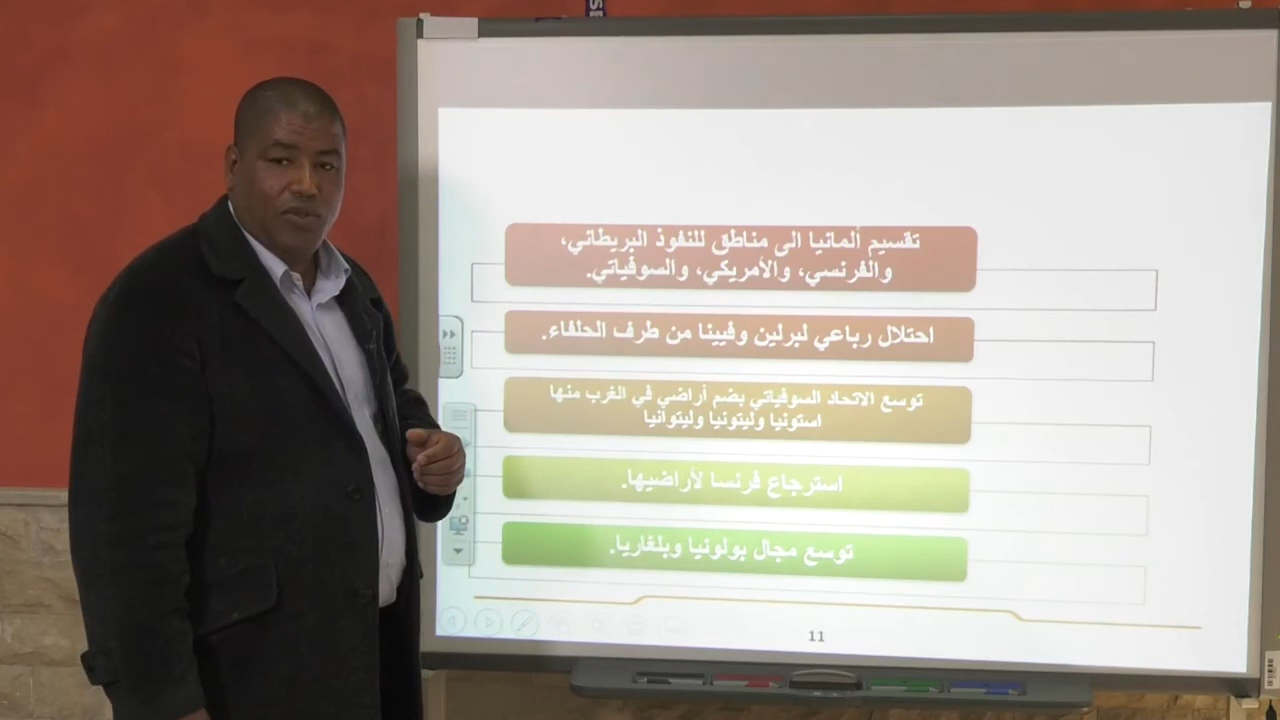 تقسيم ألمانيا الى مناطق للنفوذ البريطاني،
والفرنسي، والأمريكي، والسوفياتي.
احتلال رباعي لبرلين وفيينا من طرف الحلفاء.
توسع الاتحاد السوفياتي بضم أراضي في الغرب منها
استونيا وليتونيا وليتوانيا
استرجاع فرنسا لأراضيها.
توسع مجال بولونيا وبلغاريا.
11